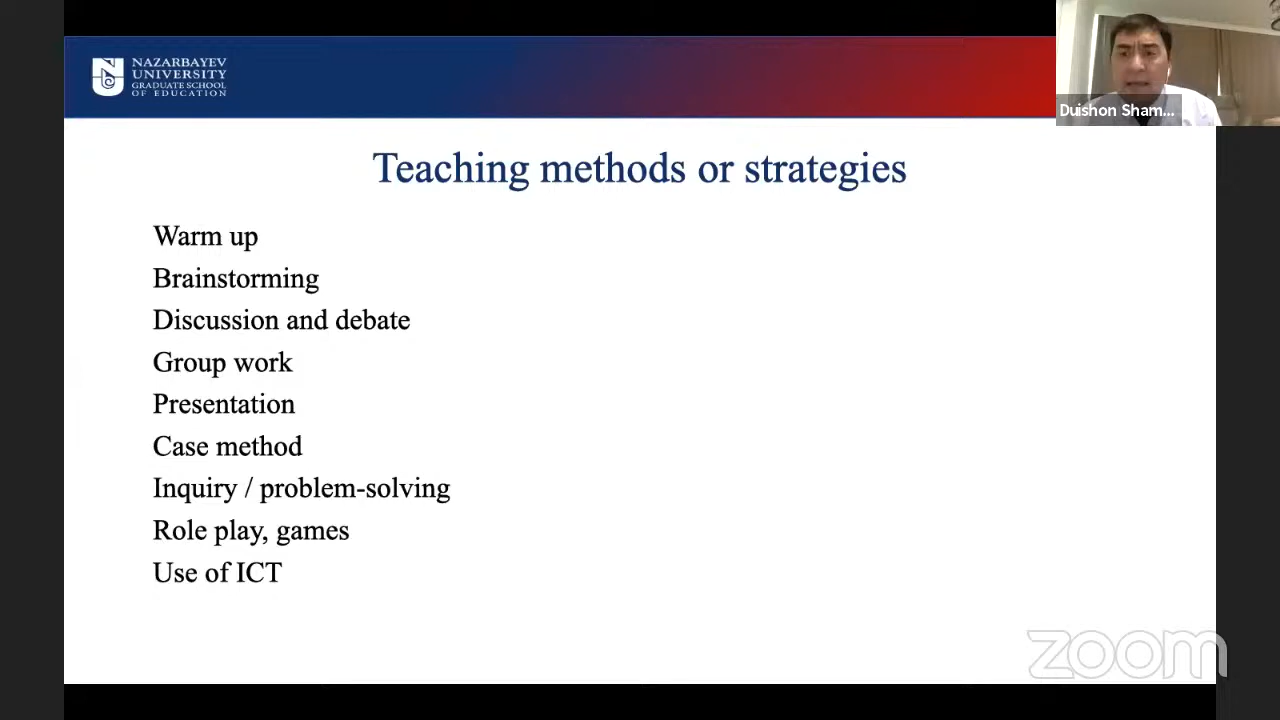 NAZARBAYEV
UNIVERSITY
GRADUATE SCHOOL
OF EDUCATION
Duishon Sham...
Teaching methods or strategies
Warm up
Brainstorming
Discussion and debate
Group work
Presentation
Case method
Inquiry / problem-solving
Role play, games
Use of ICT
zoom